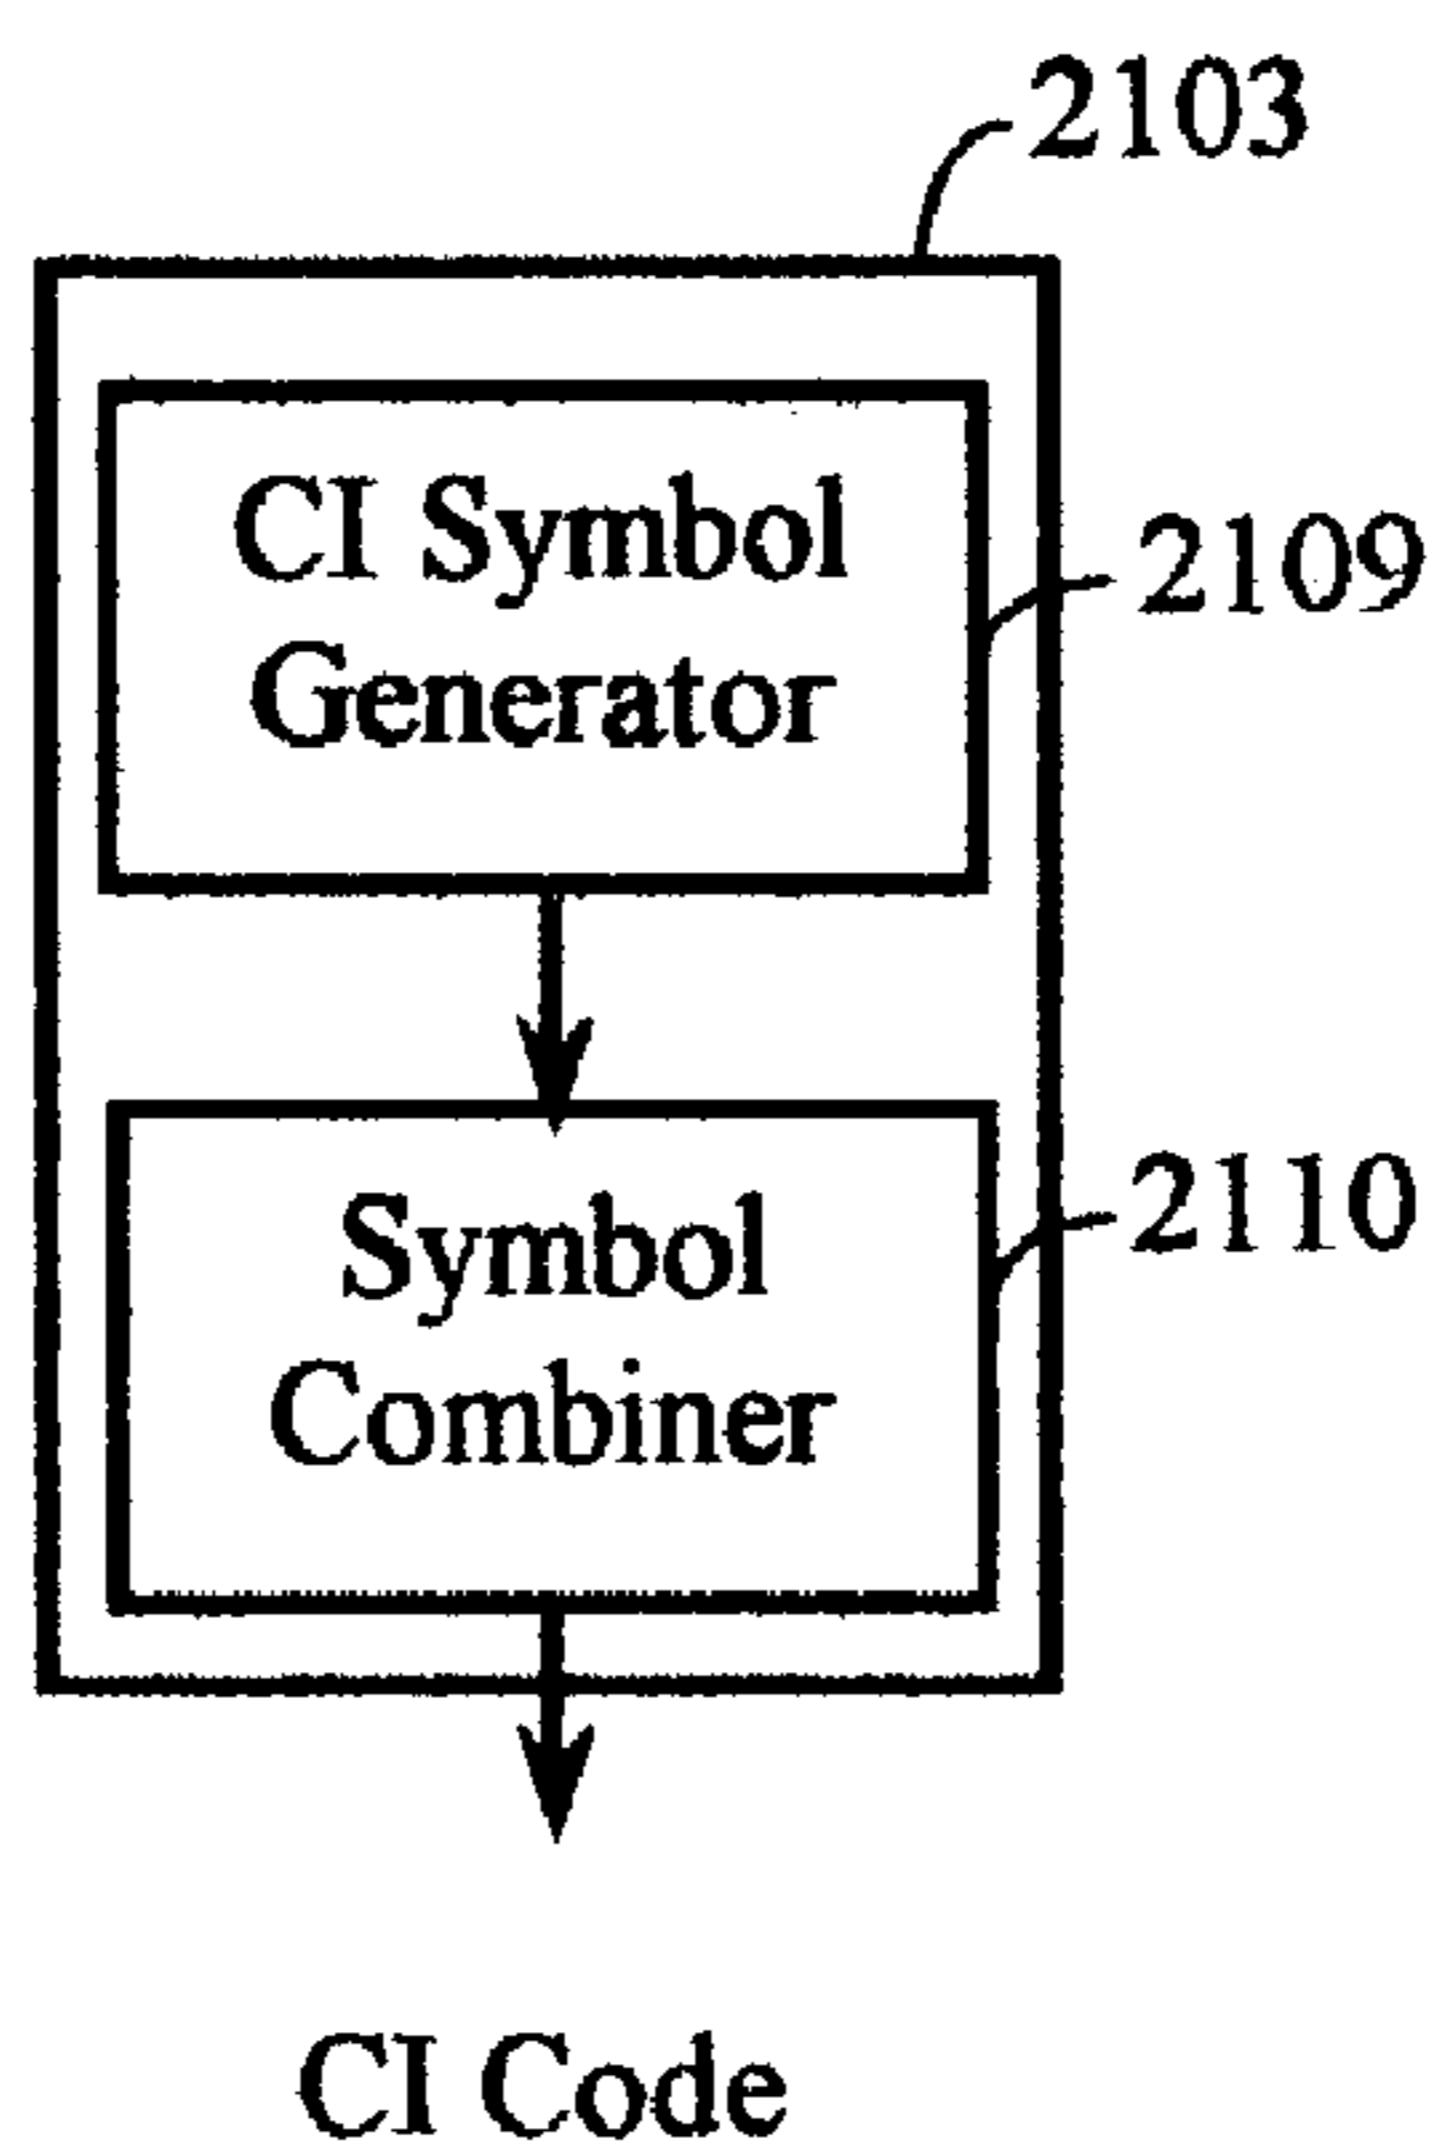 2103
CI Symbol
Generator
2109
Symbol
Combiner
2110
CI Code